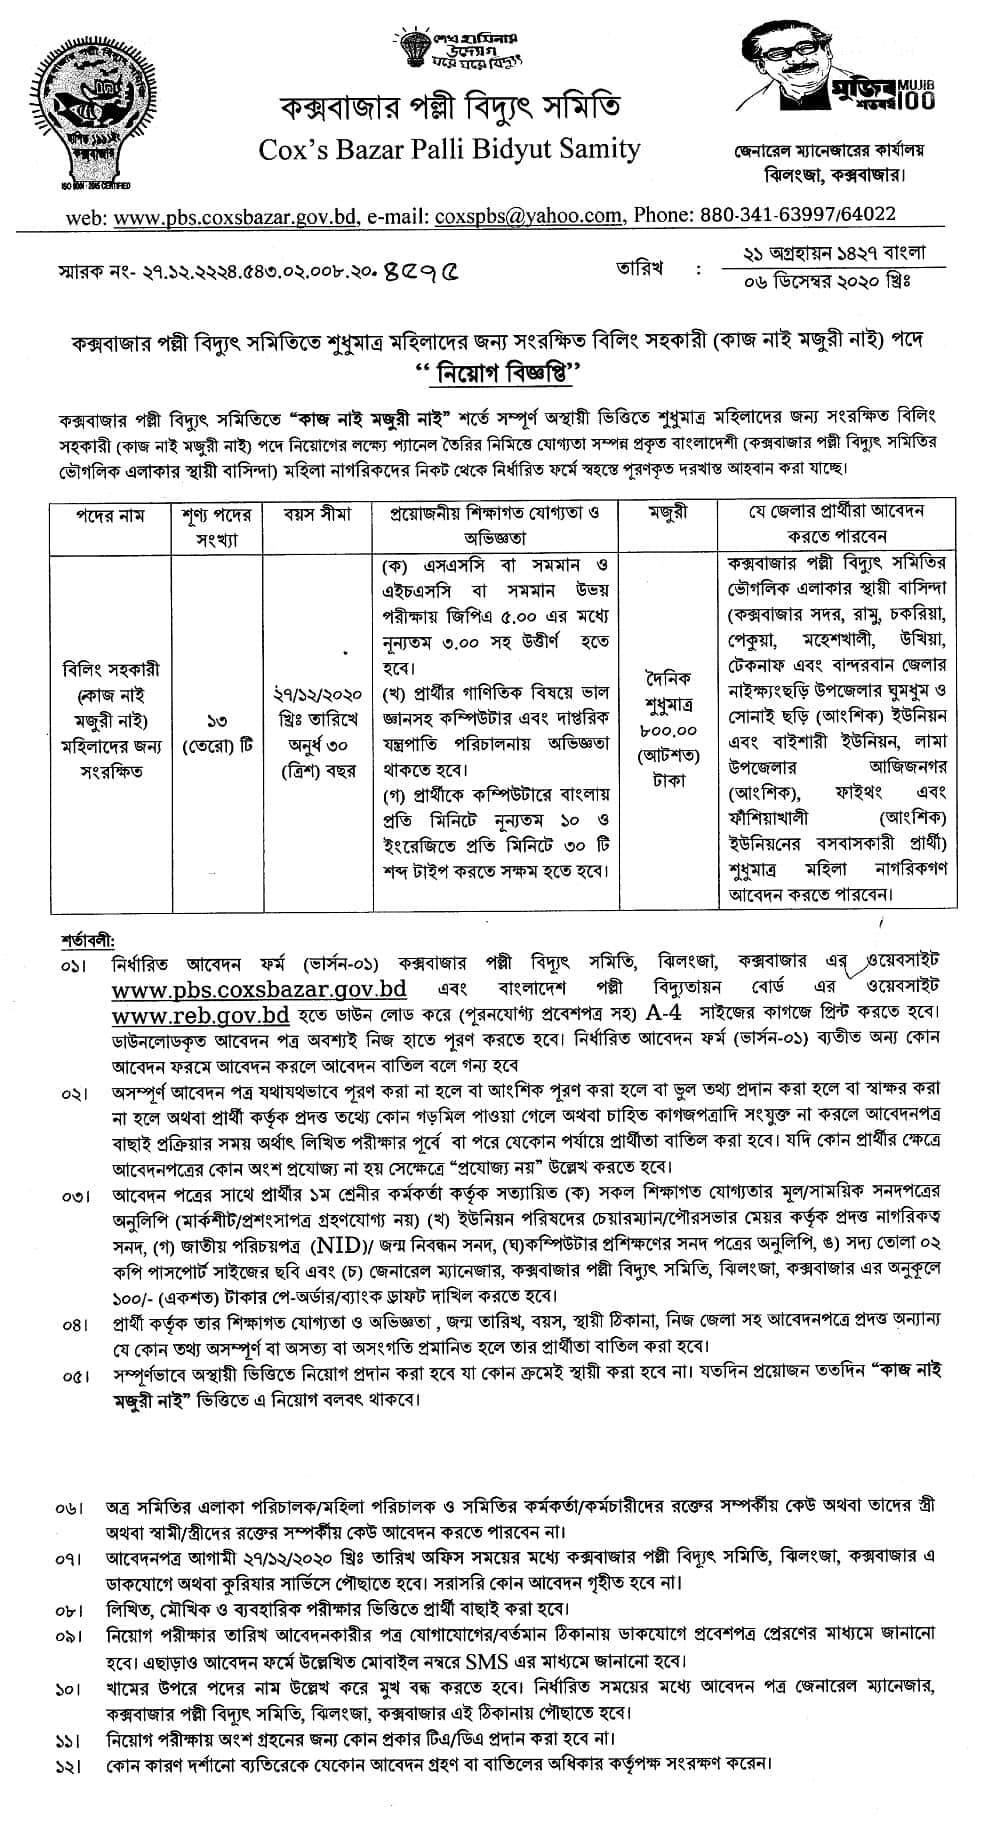 শেখ হাসিনার
উদ্যোগ
ঘরে ঘরে বিদ্যুৎ
কক্সবাজার পল্লী বিদ্যুৎ সমিতি
Cox's Bazar Palli Bidyut Samity
মুজিব MUJIB
শতবর্ষ 100
কক্সবাজার
ISO 9001 : 2015 CERTIFIED
জেনারেল ম্যানেজারের কার্যালয়
ঝিলংজা, কক্সবাজার।
web: www.pbs.coxsbazar.gov.bd, e-mail: coxspbs@yahoo.com, Phone: 880-341-63997/64022
স্মারক নং- ২৭.১২.২২২৪.৫৪৩.০২.০০৮.২০.৪৫৭৫
তারিখ : ২১ অগ্রহায়ন ১৪২৭ বাংলা
০৬ ডিসেম্বর ২০২০ খ্রিঃ
কক্সবাজার পল্লী বিদ্যুৎ সমিতিতে শুধুমাত্র মহিলাদের জন্য সংরক্ষিত বিলিং সহকারী (কাজ নাই মজুরী নাই) পদে
“ নিয়োগ বিজ্ঞপ্তি”
কক্সবাজার পল্লী বিদ্যুৎ সমিতিতে “কাজ নাই মজুরী নাই” শর্তে সম্পূর্ণ অস্থায়ী ভিত্তিতে শুধুমাত্র মহিলাদের জন্য সংরক্ষিত বিলিং
সহকারী (কাজ নাই মজুরী নাই) পদে নিয়োগের লক্ষ্যে প্যানেল তৈরির নিমিত্তে যোগ্যতা সম্পন্ন প্রকৃত বাংলাদেশী (কক্সবাজার পল্লী বিদ্যুৎ সমিতির
ভৌগলিক এলাকার স্থায়ী বাসিন্দা) মহিলা নাগরিকদের নিকট থেকে নির্ধারিত ফর্মে স্বহস্তে পূরণকৃত দরখাস্ত আহবান করা যাচ্ছে।
পদের নাম
শূণ্য পদের
সংখ্যা
বয়স সীমা
প্রয়োজনীয় শিক্ষাগত যোগ্যতা ও
অভিজ্ঞতা
মজুরী
যে জেলার প্রার্থীরা আবেদন
করতে পারবেন
বিলিং সহকারী
(কাজ নাই
মজুরী নাই)
মহিলাদের জন্য
সংরক্ষিত
১৩
(তেরো) টি
২৭/১২/২০২০
খ্রিঃ তারিখে
অনুর্ধ ৩০
(ত্রিশ) বছর
(ক) এসএসসি বা সমমান ও
এইচএসসি বা সমমান উভয়
পরীক্ষায় জিপিএ ৫.০০ এর মধ্যে
নূন্যতম ৩.০০ সহ উত্তীর্ণ হতে
হবে।
(খ) প্রার্থীর গাণিতিক বিষয়ে ভাল
জ্ঞানসহ কম্পিউটার এবং দাপ্তরিক
যন্ত্রপাতি পরিচালনায় অভিজ্ঞতা
থাকতে হবে।
(গ) প্রার্থীকে কম্পিউটারে বাংলায়
প্রতি মিনিটে নূন্যতম ১০ ও
ইংরেজিতে প্রতি মিনিটে ৩০ টি
শব্দ টাইপ করতে সক্ষম হতে হবে।
দৈনিক
শুধুমাত্র
৮০০.০০
(আটশত)
টাকা
কক্সবাজার পল্লী বিদ্যুৎ সমিতির
ভৌগলিক এলাকার স্থায়ী বাসিন্দা
(কক্সবাজার সদর, রামু, চকরিয়া,
পেকুয়া, মহেশখালী, উখিয়া,
টেকনাফ এবং বান্দরবান জেলার
নাইক্ষ্যংছড়ি উপজেলার ঘুমধুম ও
সোনাই ছড়ি (আংশিক) ইউনিয়ন
এবং বাইশারী ইউনিয়ন, লামা
উপজেলার আজিজনগর
(আংশিক), ফাইথং এবং
ফাঁশিয়াখালী (আংশিক)
ইউনিয়নের বসবাসকারী প্রার্থী)
শুধুমাত্র মহিলা নাগরিকগণ
আবেদন করতে পারবেন।
শর্তাবলী:
০১। নির্ধারিত আবেদন ফর্ম (ভার্সন-০১) কক্সবাজার পল্লী বিদ্যুৎ সমিতি, ঝিলংজা, কক্সবাজার এর ওয়েবসাইট
www.pbs.coxsbazar.gov.bd এবং বাংলাদেশ পল্লী বিদ্যুতায়ন বোর্ড এর ওয়েবসাইট
www.reb.gov.bd হতে ডাউন লোড করে (পূরনযোগ্য প্রবেশপত্র সহ) A-4 সাইজের কাগজে প্রিন্ট করতে হবে।
ডাউনলোডকৃত আবেদন পত্র অবশ্যই নিজ হাতে পূরণ করতে হবে। নির্ধারিত আবেদন ফর্ম (ভার্সন-০১) ব্যতীত অন্য কোন
আবেদন ফরমে আবেদন করলে আবেদন বাতিল বলে গন্য হবে
০২। অসম্পূর্ণ আবেদন পত্র যথাযথভাবে পূরণ করা না হলে বা আংশিক পূরণ করা হলে বা ভুল তথ্য প্রদান করা হলে বা স্বাক্ষর করা
না হলে অথবা প্রার্থী কর্তৃক প্রদত্ত তথ্যে কোন গড়মিল পাওয়া গেলে অথবা চাহিত কাগজপত্রাদি সংযুক্ত না করলে আবেদনপত্র
বাছাই প্রক্রিয়ার সময় অর্থাৎ লিখিত পরীক্ষার পূর্বে বা পরে যেকোন পর্যায়ে প্রার্থীতা বাতিল করা হবে। যদি কোন প্রার্থীর ক্ষেত্রে
আবেদনপত্রের কোন অংশ প্রযোজ্য না হয় সেক্ষেত্রে “প্রযোজ্য নয়” উল্লেখ করতে হবে।
০৩। আবেদন পত্রের সাথে প্রার্থীর ১ম শ্রেনীর কর্মকর্তা কর্তৃক সত্যায়িত (ক) সকল শিক্ষাগত যোগ্যতার মূল/সাময়িক সনদপত্রের
অনুলিপি (মার্কশীট/প্রশংসাপত্র গ্রহণযোগ্য নয়) (খ) ইউনিয়ন পরিষদের চেয়ারম্যান/পৌরসভার মেয়র কর্তৃক প্রদত্ত নাগরিকত্ব
সনদ, (গ) জাতীয় পরিচয়পত্র (NID)/ জন্ম নিবন্ধন সনদ, (ঘ)কম্পিউটার প্রশিক্ষণের সনদ পত্রের অনুলিপি, ঙ) সদ্য তোলা ০২
কপি পাসপোর্ট সাইজের ছবি এবং (চ) জেনারেল ম্যানেজার, কক্সবাজার পল্লী বিদ্যুৎ সমিতি, ঝিলংজা, কক্সবাজার এর অনুকূলে
১০০/- (একশত) টাকার পে-অর্ডার/ব্যাংক ড্রাফট দাখিল করতে হবে।
০৪। প্রার্থী কর্তৃক তার শিক্ষাগত যোগ্যতা ও অভিজ্ঞতা , জন্ম তারিখ, বয়স, স্থায়ী ঠিকানা, নিজ জেলা সহ আবেদনপত্রে প্রদত্ত অন্যান্য
যে কোন তথ্য অসম্পূর্ণ বা অসত্য বা অসংগতি প্রমানিত হলে তার প্রার্থীতা বাতিল করা হবে।
০৫। সম্পূর্ণভাবে অস্থায়ী ভিত্তিতে নিয়োগ প্রদান করা হবে যা কোন ক্রমেই স্থায়ী করা হবে না। যতদিন প্রয়োজন ততদিন “কাজ নাই
মজুরী নাই” ভিত্তিতে এ নিয়োগ বলবৎ থাকবে।
০৬। অত্র সমিতির এলাকা পরিচালক/মহিলা পরিচালক ও সমিতির কর্মকর্তা/কর্মচারীদের রক্তের সম্পর্কীয় কেউ অথবা তাদের স্ত্রী
অথবা স্বামী/স্ত্রীদের রক্তের সম্পর্কীয় কেউ আবেদন করতে পারবেন না।
০৭। আবেদনপত্র আগামী ২৭/১২/২০২০ খ্রিঃ তারিখ অফিস সময়ের মধ্যে কক্সবাজার পল্লী বিদ্যুৎ সমিতি, ঝিলংজা, কক্সবাজার এ
ডাকযোগে অথবা কুরিযার সার্ভিসে পৌছাতে হবে। সরাসরি কোন আবেদন গৃহীত হবে না।
০৮। লিখিত, মৌখিক ও ব্যবহারিক পরীক্ষার ভিত্তিতে প্রার্থী বাছাই করা হবে।
০৯। নিয়োগ পরীক্ষার তারিখ আবেদনকারীর পত্র যোগাযোগের/বর্তমান ঠিকানায় ডাকযোগে প্রবেশপত্র প্রেরণের মাধ্যমে জানানো
হবে। এছাড়াও আবেদন ফর্মে উল্লেখিত মোবাইল নম্বরে SMS এর মাধ্যমে জানানো হবে।
১০। খামের উপরে পদের নাম উল্লেখ করে মুখ বন্ধ করতে হবে। নির্ধারিত সময়ের মধ্যে আবেদন পত্র জেনারেল ম্যানেজার,
কক্সবাজার পল্লী বিদ্যুৎ সমিতি, ঝিলংজা, কক্সবাজার এই ঠিকানায় পৌছাতে হবে।
১১। নিয়োগ পরীক্ষায় অংশ গ্রহনের জন্য কোন প্রকার টিএ/ডিএ প্রদান করা হবে না।
১২। কোন কারণ দর্শানো ব্যতিরেকে যেকোন আবেদন গ্রহণ বা বাতিলের অধিকার কর্তৃপক্ষ সংরক্ষণ করেন।